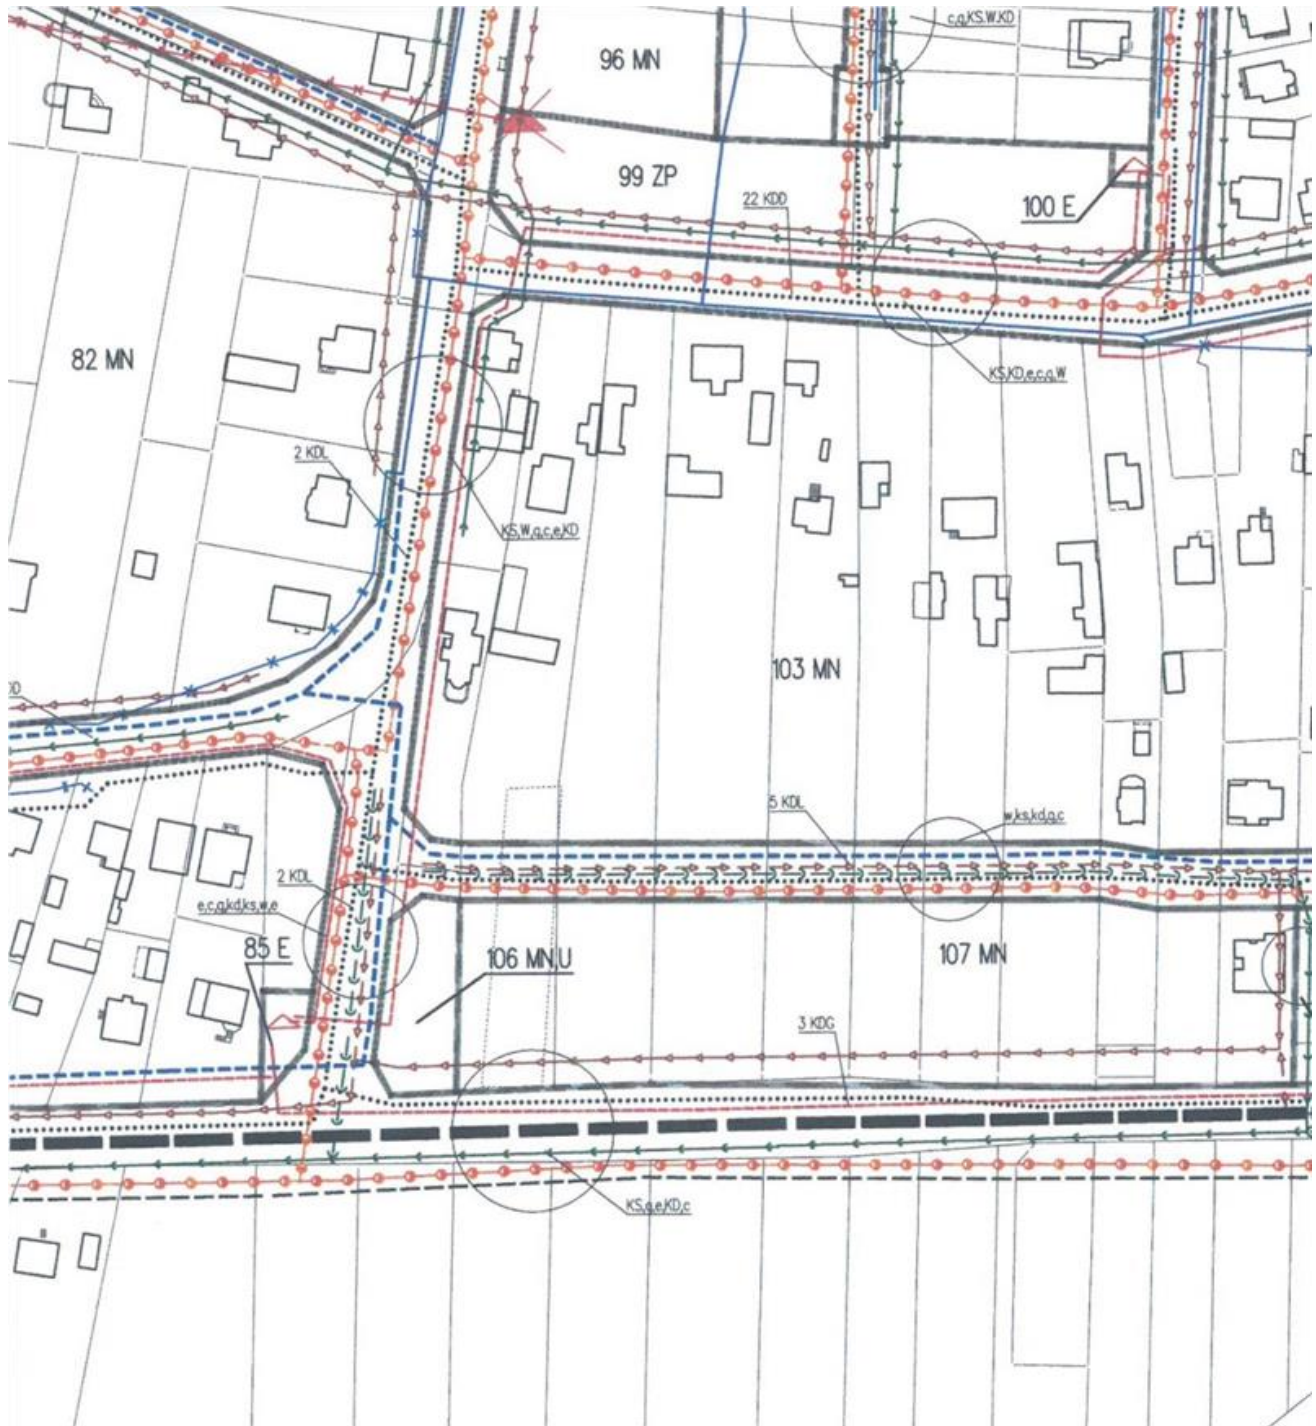 c,q,KS,W,KD
96 MN
99 ZP
22 KDD
100 E
82 MN
KS,KD,e,c,q,W
2 KDL
KS,W,q,c,e,KD
103 MN
5 KDL
w,ks,kd,q,c
2 KDL
e,c,q,kd,ks,w,e
85 E
106 MN,U
107 MN
3 KDG
KS,q,e,KD,c